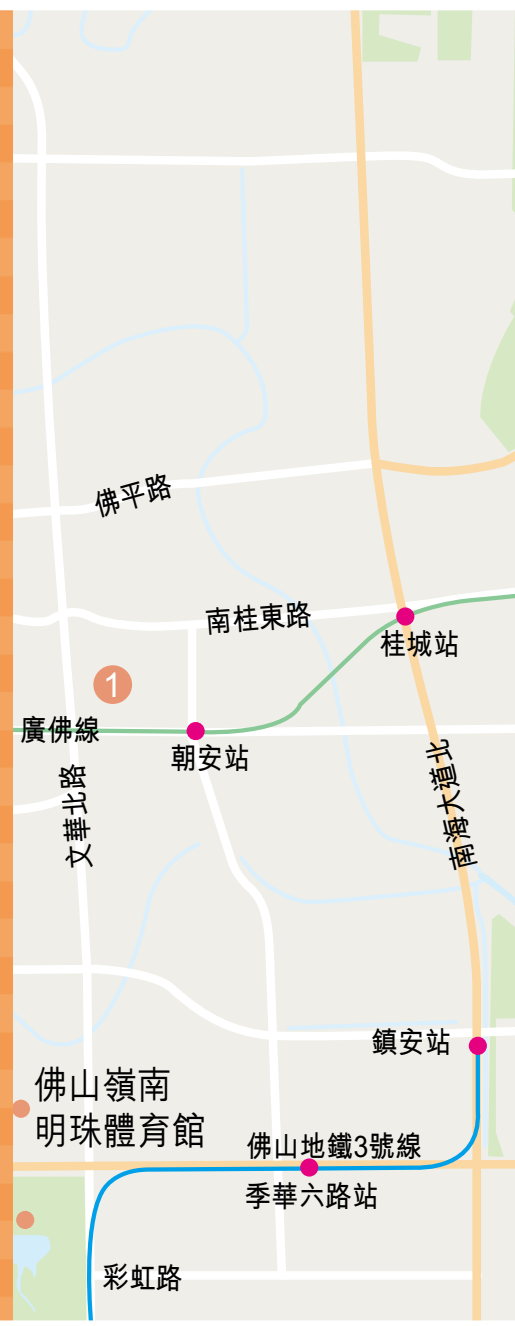 佛平路
南桂東路
桂城站
1
廣佛線
朝安站
文華北路
南海大道北
鎮安站
佛山嶺南
明珠體育館
佛山地鐵3號線
季華六路站
彩虹路